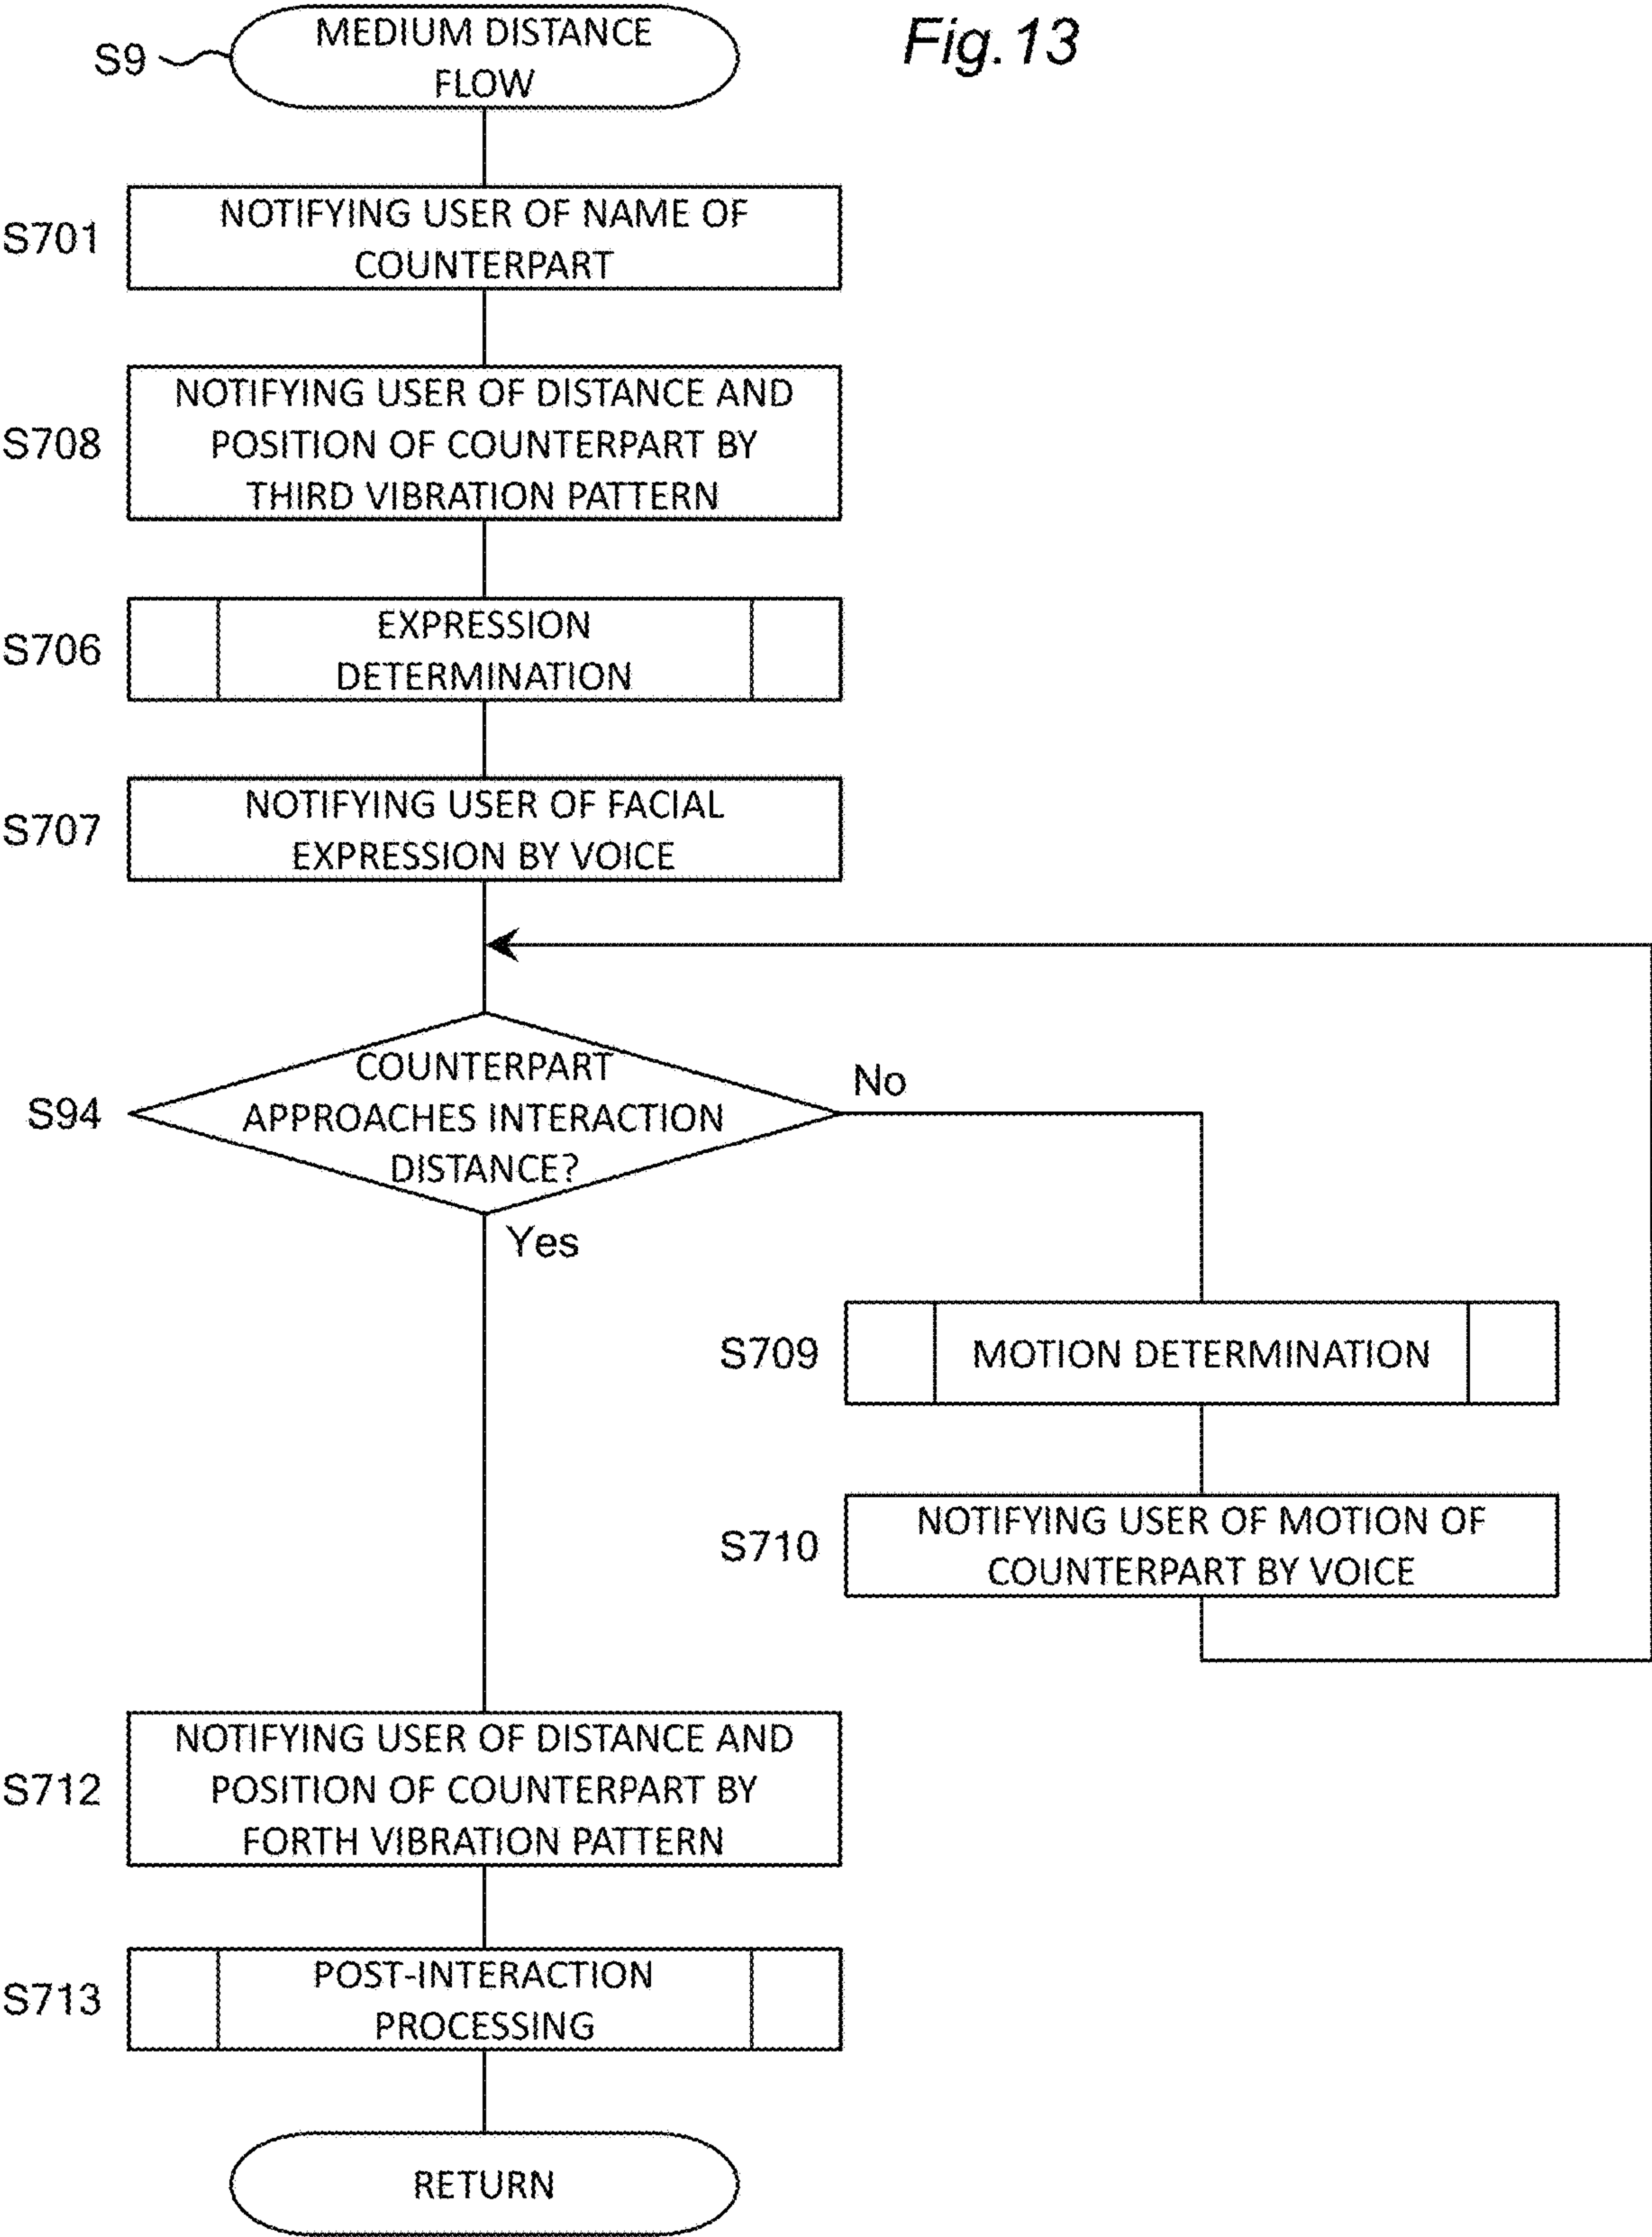 Fig.13
S9
MEDIUM DISTANCE
FLOW
S701
NOTIFYING USER OF NAME OF
COUNTERPART
S708
NOTIFYING USER OF DISTANCE AND
POSITION OF COUNTERPART BY
THIRD VIBRATION PATTERN
S706
EXPRESSION
DETERMINATION
S707
NOTIFYING USER OF FACIAL
EXPRESSION BY VOICE
S94
COUNTERPART
APPROACHES INTERACTION
DISTANCE?
No
Yes
S709
MOTION DETERMINATION
S710
NOTIFYING USER OF MOTION OF
COUNTERPART BY VOICE
S712
NOTIFYING USER OF DISTANCE AND
POSITION OF COUNTERPART BY
FORTH VIBRATION PATTERN
S713
POST-INTERACTION
PROCESSING
RETURN